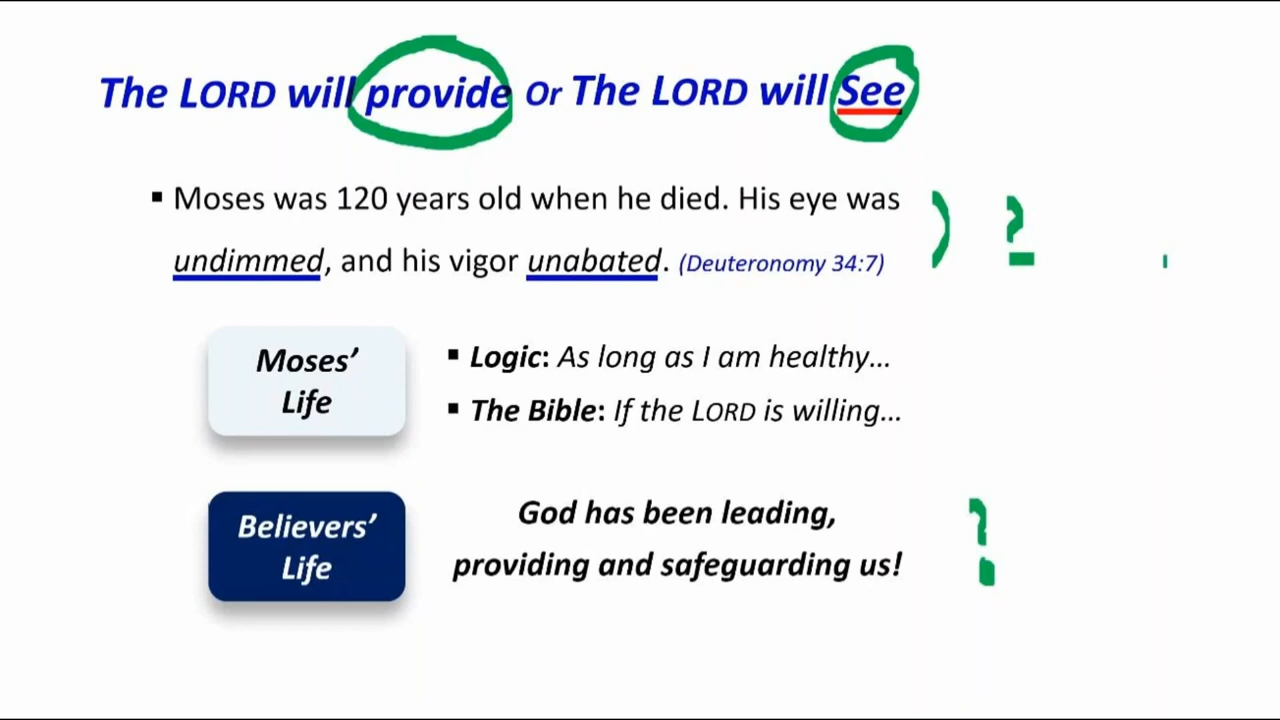 The LORD will provide Or The LORD will See
▪ Moses was 120 years old when he died. His eye was
undimmed, and his vigor unabated. (Deuteronomy 34:7)
Moses’
Life
▪ Logic: As long as I am healthy...
▪ The Bible: If the LORD is willing...
Believers’
Life
God has been leading,
providing and safeguarding us!